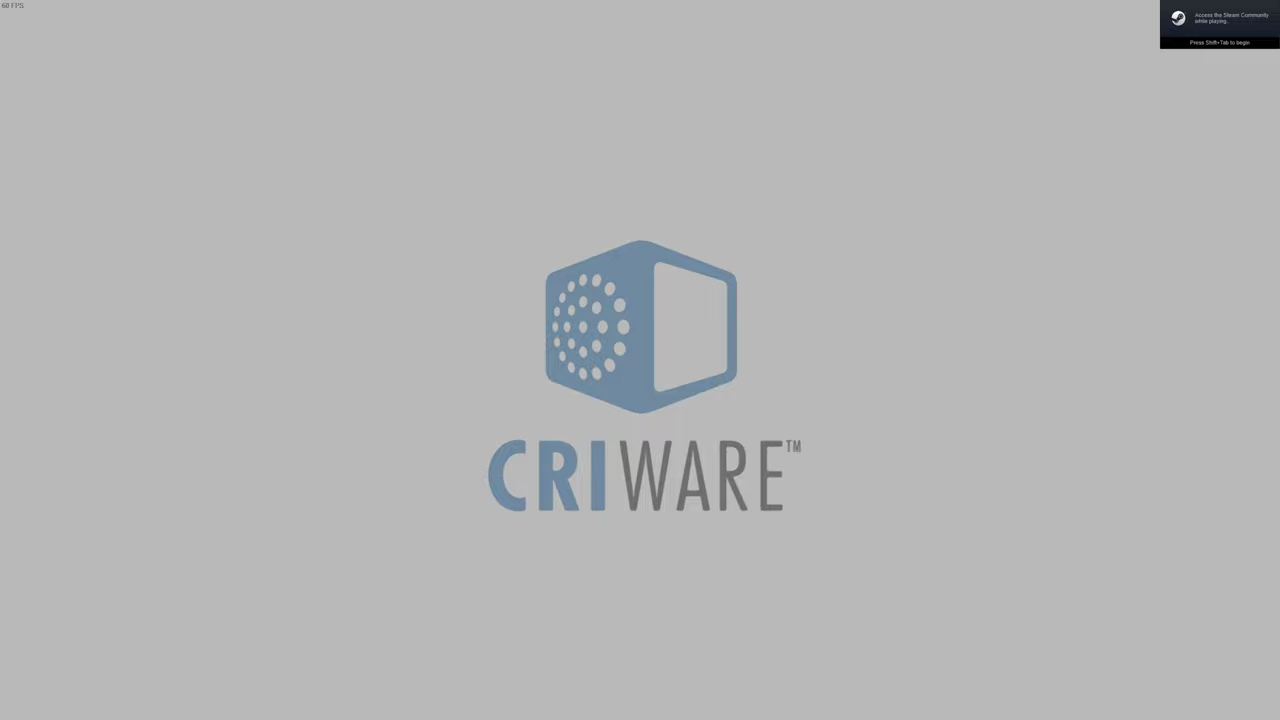 60 FPS
Access the Steam Community
while playing.
Press Shift+Tab to begin
CRIWARE™